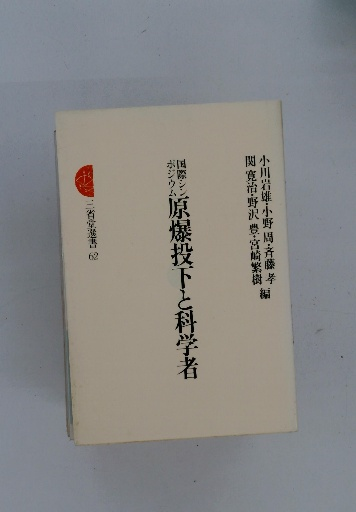 小川岩雄・小野 周・斉藤 孝
関 寛治・野沢 豊・宮崎繁樹 編
国際シン
ポジウム
原爆投下と科学者
三省堂選書 62